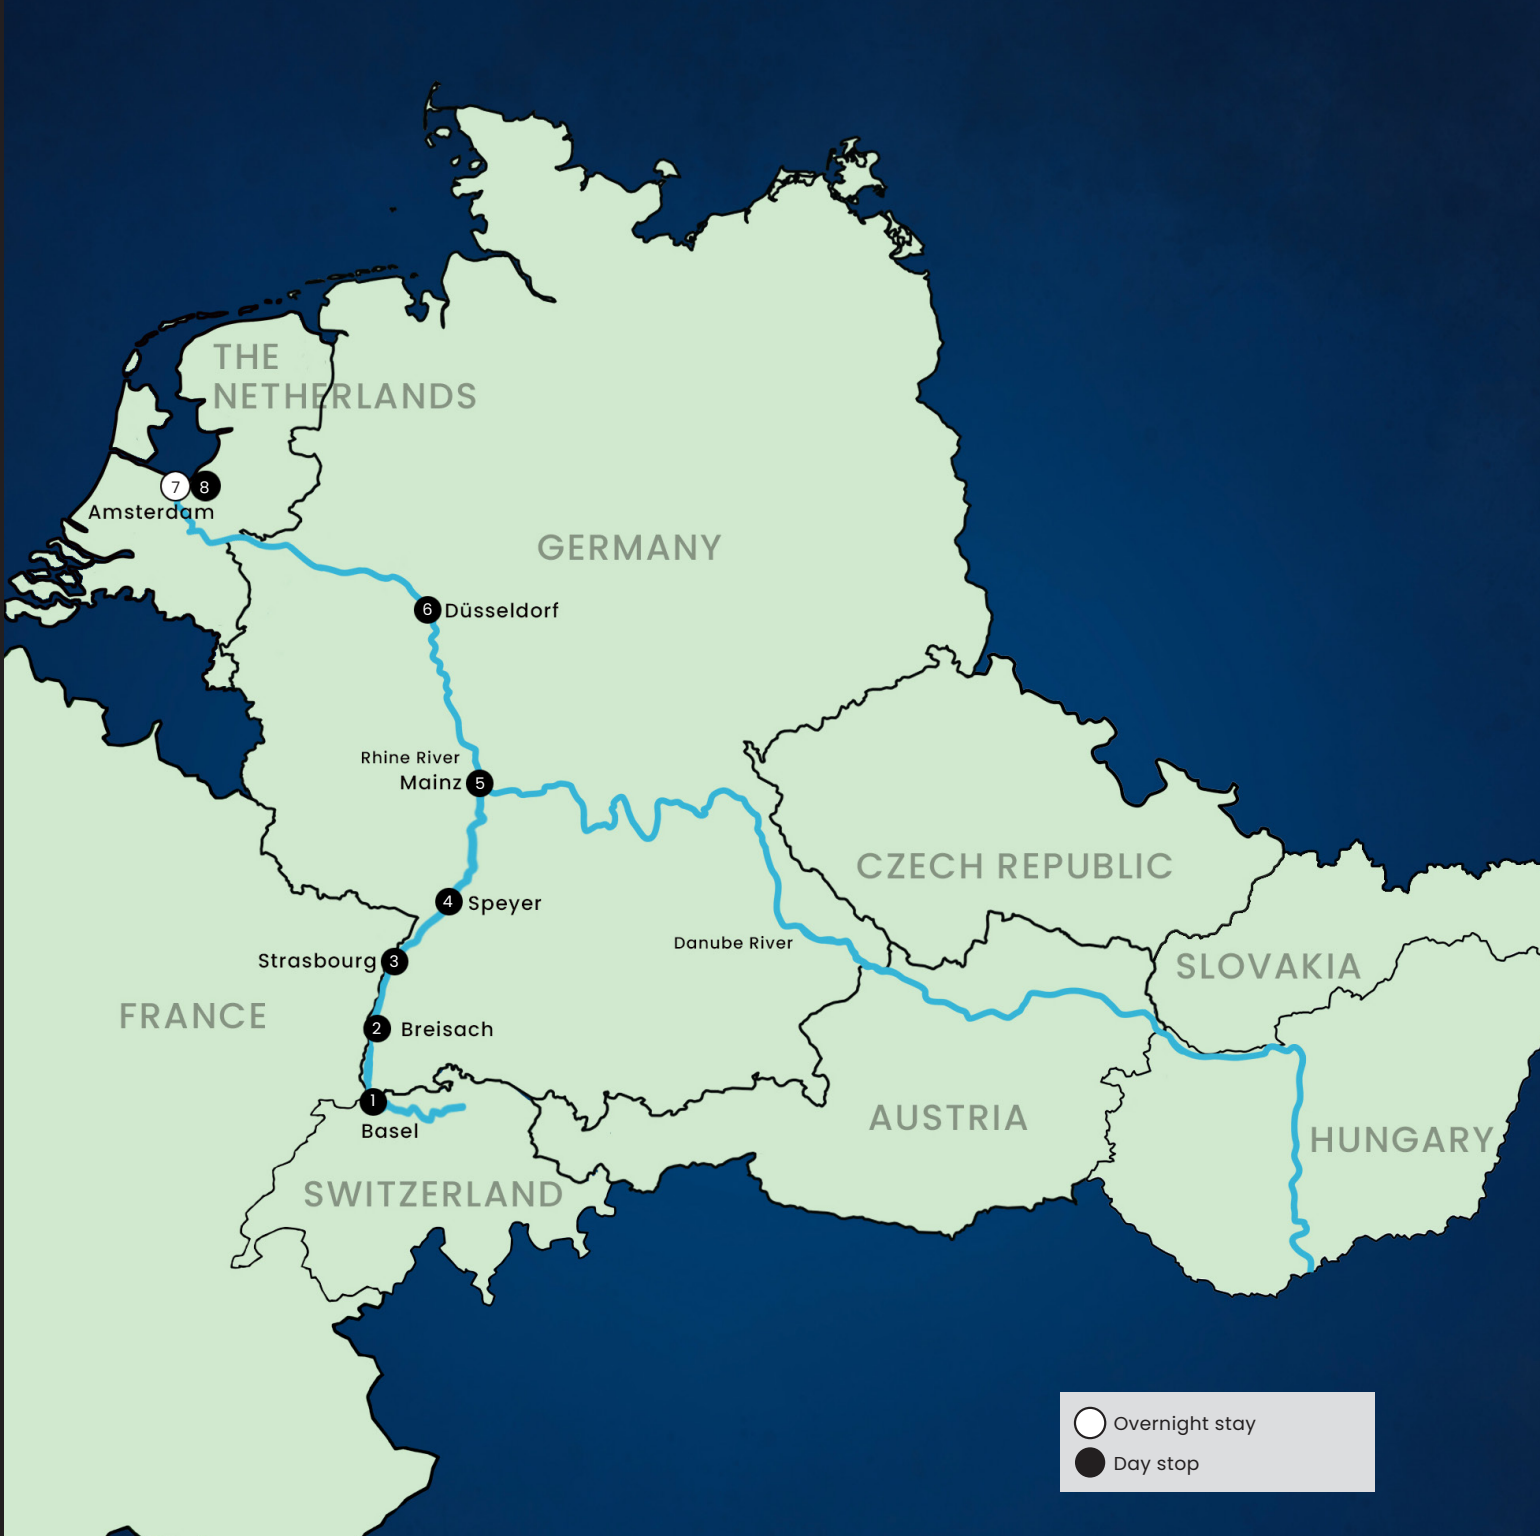 THE
NETHERLANDS
7 8
Amsterdam
GERMANY
6 Düsseldorf
Rhine River
Mainz 5
CZECH REPUBLIC
4 Speyer
Danube River
Strasbourg 3
SLOVAKIA
FRANCE
2 Breisach
1
Basel
AUSTRIA
HUNGARY
SWITZERLAND
Overnight stay
Day stop